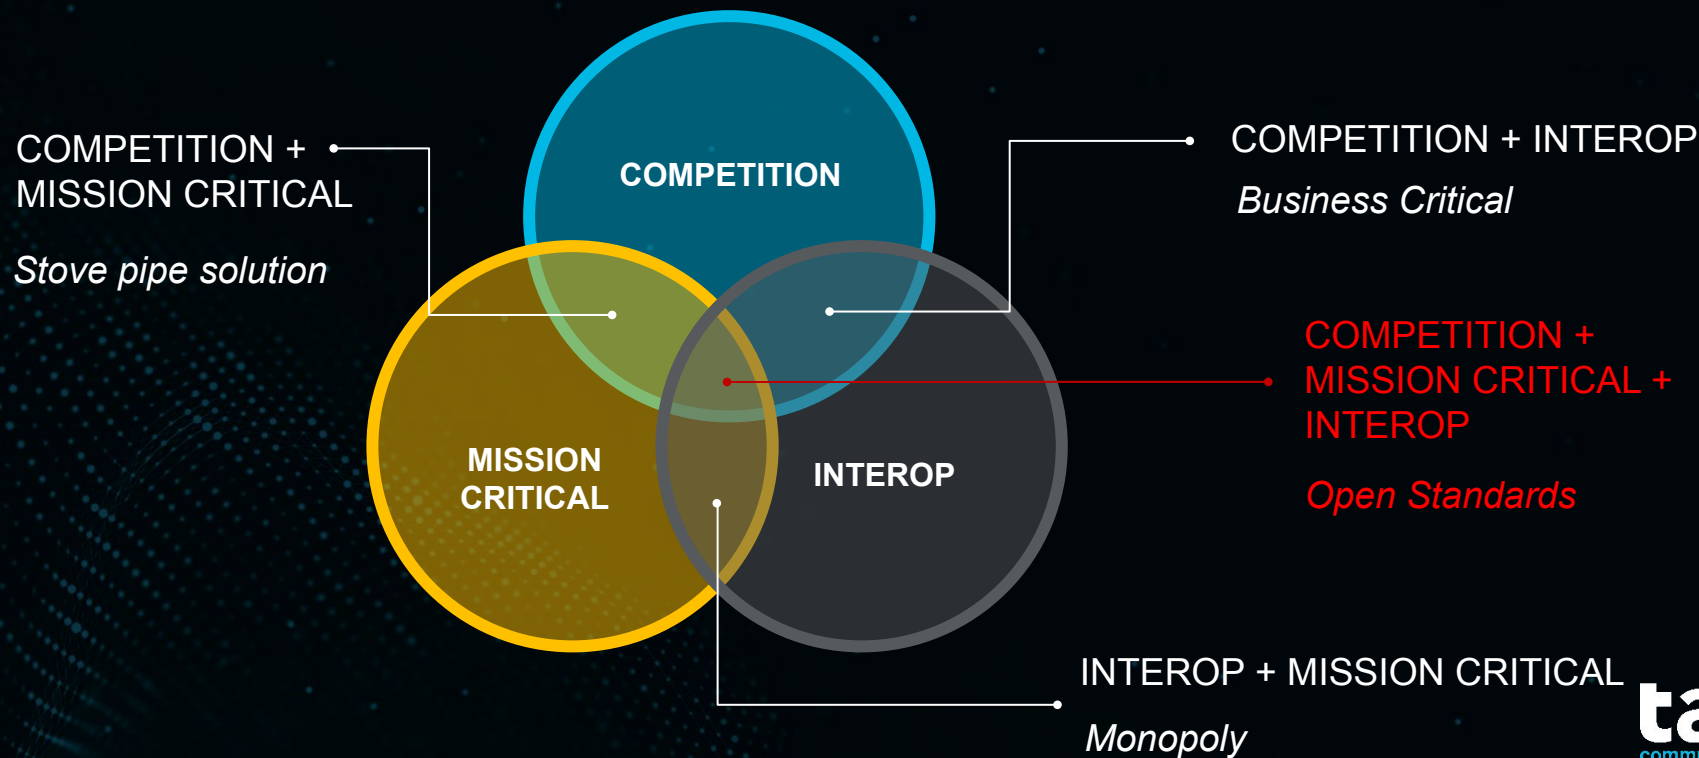 COMPETITION +
MISSION CRITICAL
Stove pipe solution
COMPETITION
MISSION
CRITICAL
INTEROP
COMPETITION + INTEROP
Business Critical
COMPETITION +
MISSION CRITICAL +
INTEROP
Open Standards
INTEROP + MISSION CRITICAL
Monopoly